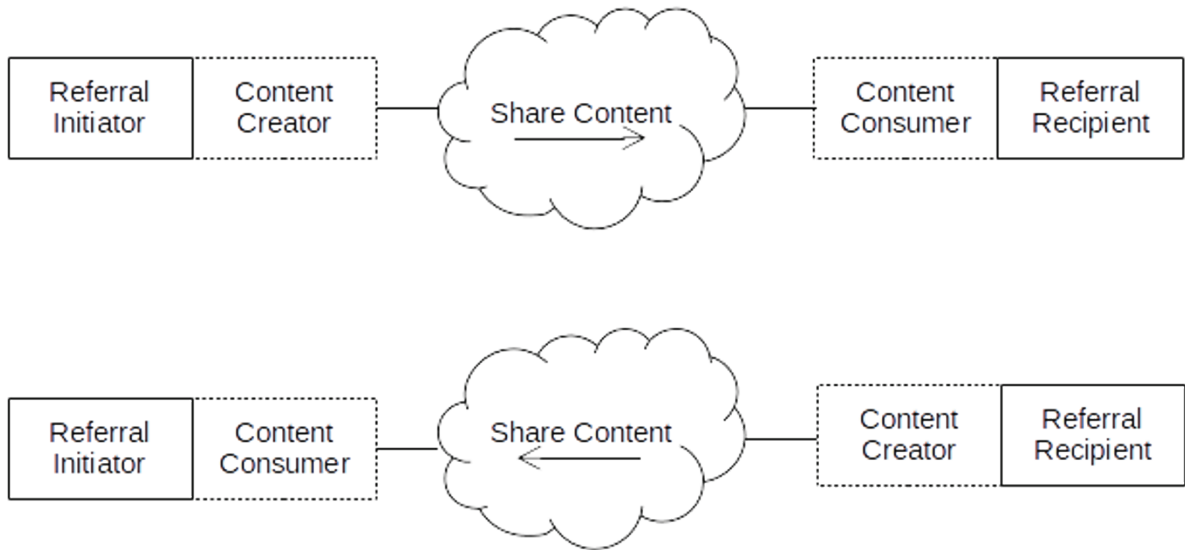 Referral
Initiator
Content
Creator
Share Content
Content
Consumer
Referral
Recipient
Referral
Initiator
Content
Consumer
Share Content
Content
Creator
Referral
Recipient